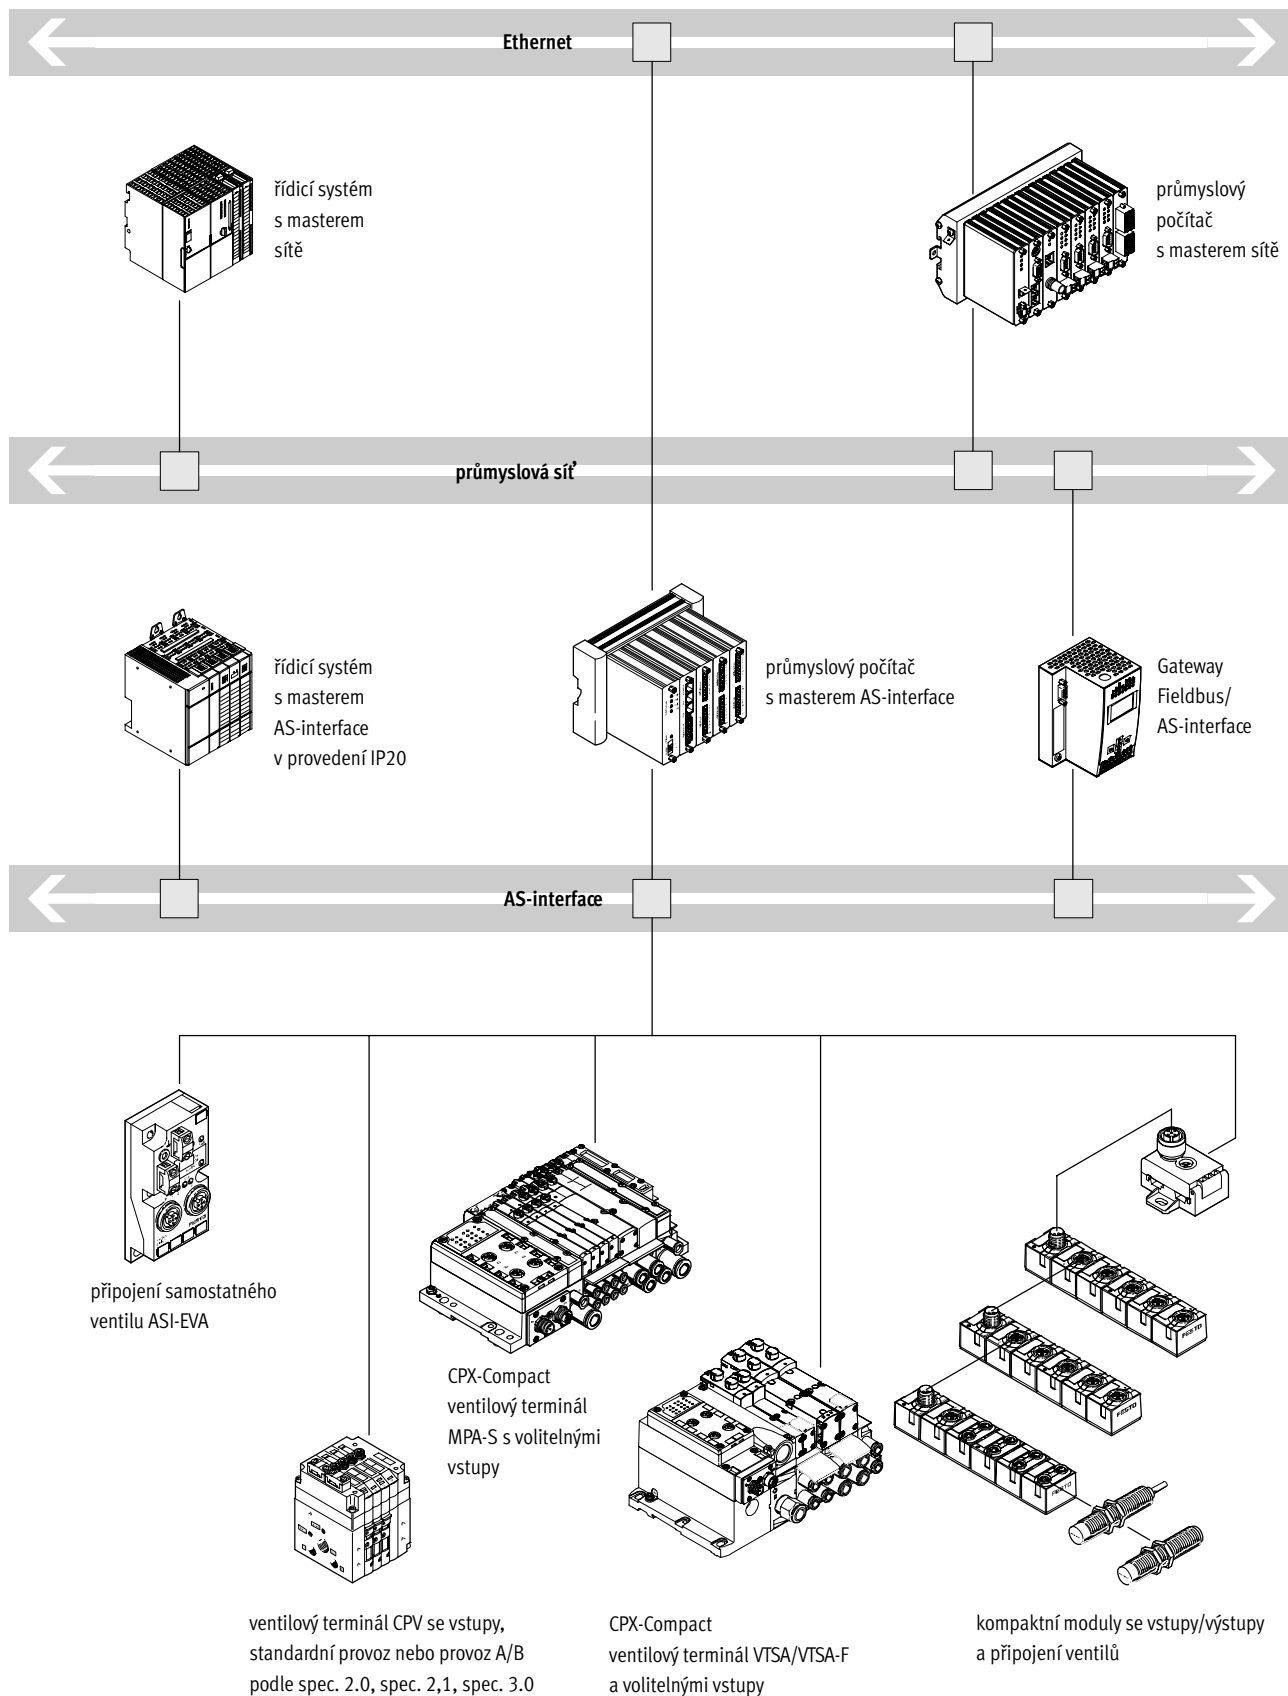 Ethernet
řídicí systém
s masterem
sítě
průmyslový
počítač
s masterem sítě
průmyslová síť
řídicí systém
s masterem
AS-interface
v provedení IP20
průmyslový počítač
s masterem AS-interface
Gateway
Fieldbus/
AS-interface
AS-interface
připojení samostatného
ventilu ASI-EVA
CPX-Compact
ventilový terminál
MPA-S s volitelnými
vstupy
FESTO
FESTO
FESTO
ventilový terminál CPV se vstupy,
standardní provoz nebo provoz A/B
podle spec. 2.0, spec. 2,1, spec. 3.0
CPX-Compact
ventilový terminál VTSA/VTSA-F
a volitelnými vstupy
kompaktní moduly se vstupy/výstupy
a připojení ventilů